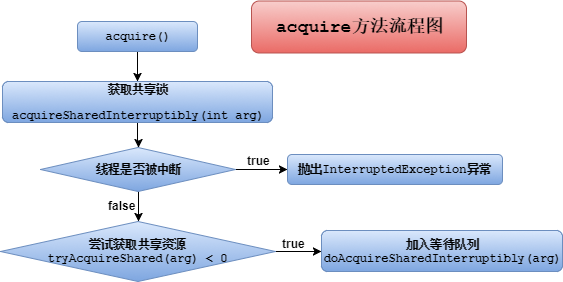 acquire方法流程图
acquire()
获取共享锁
acquireSharedInterruptibly(int arg)
线程是否被中断
true
抛出InterruptedException异常
false
尝试获取共享资源
tryAcquireShared(arg) < 0
true
加入等待队列
doAcquireSharedInterruptibly(arg)